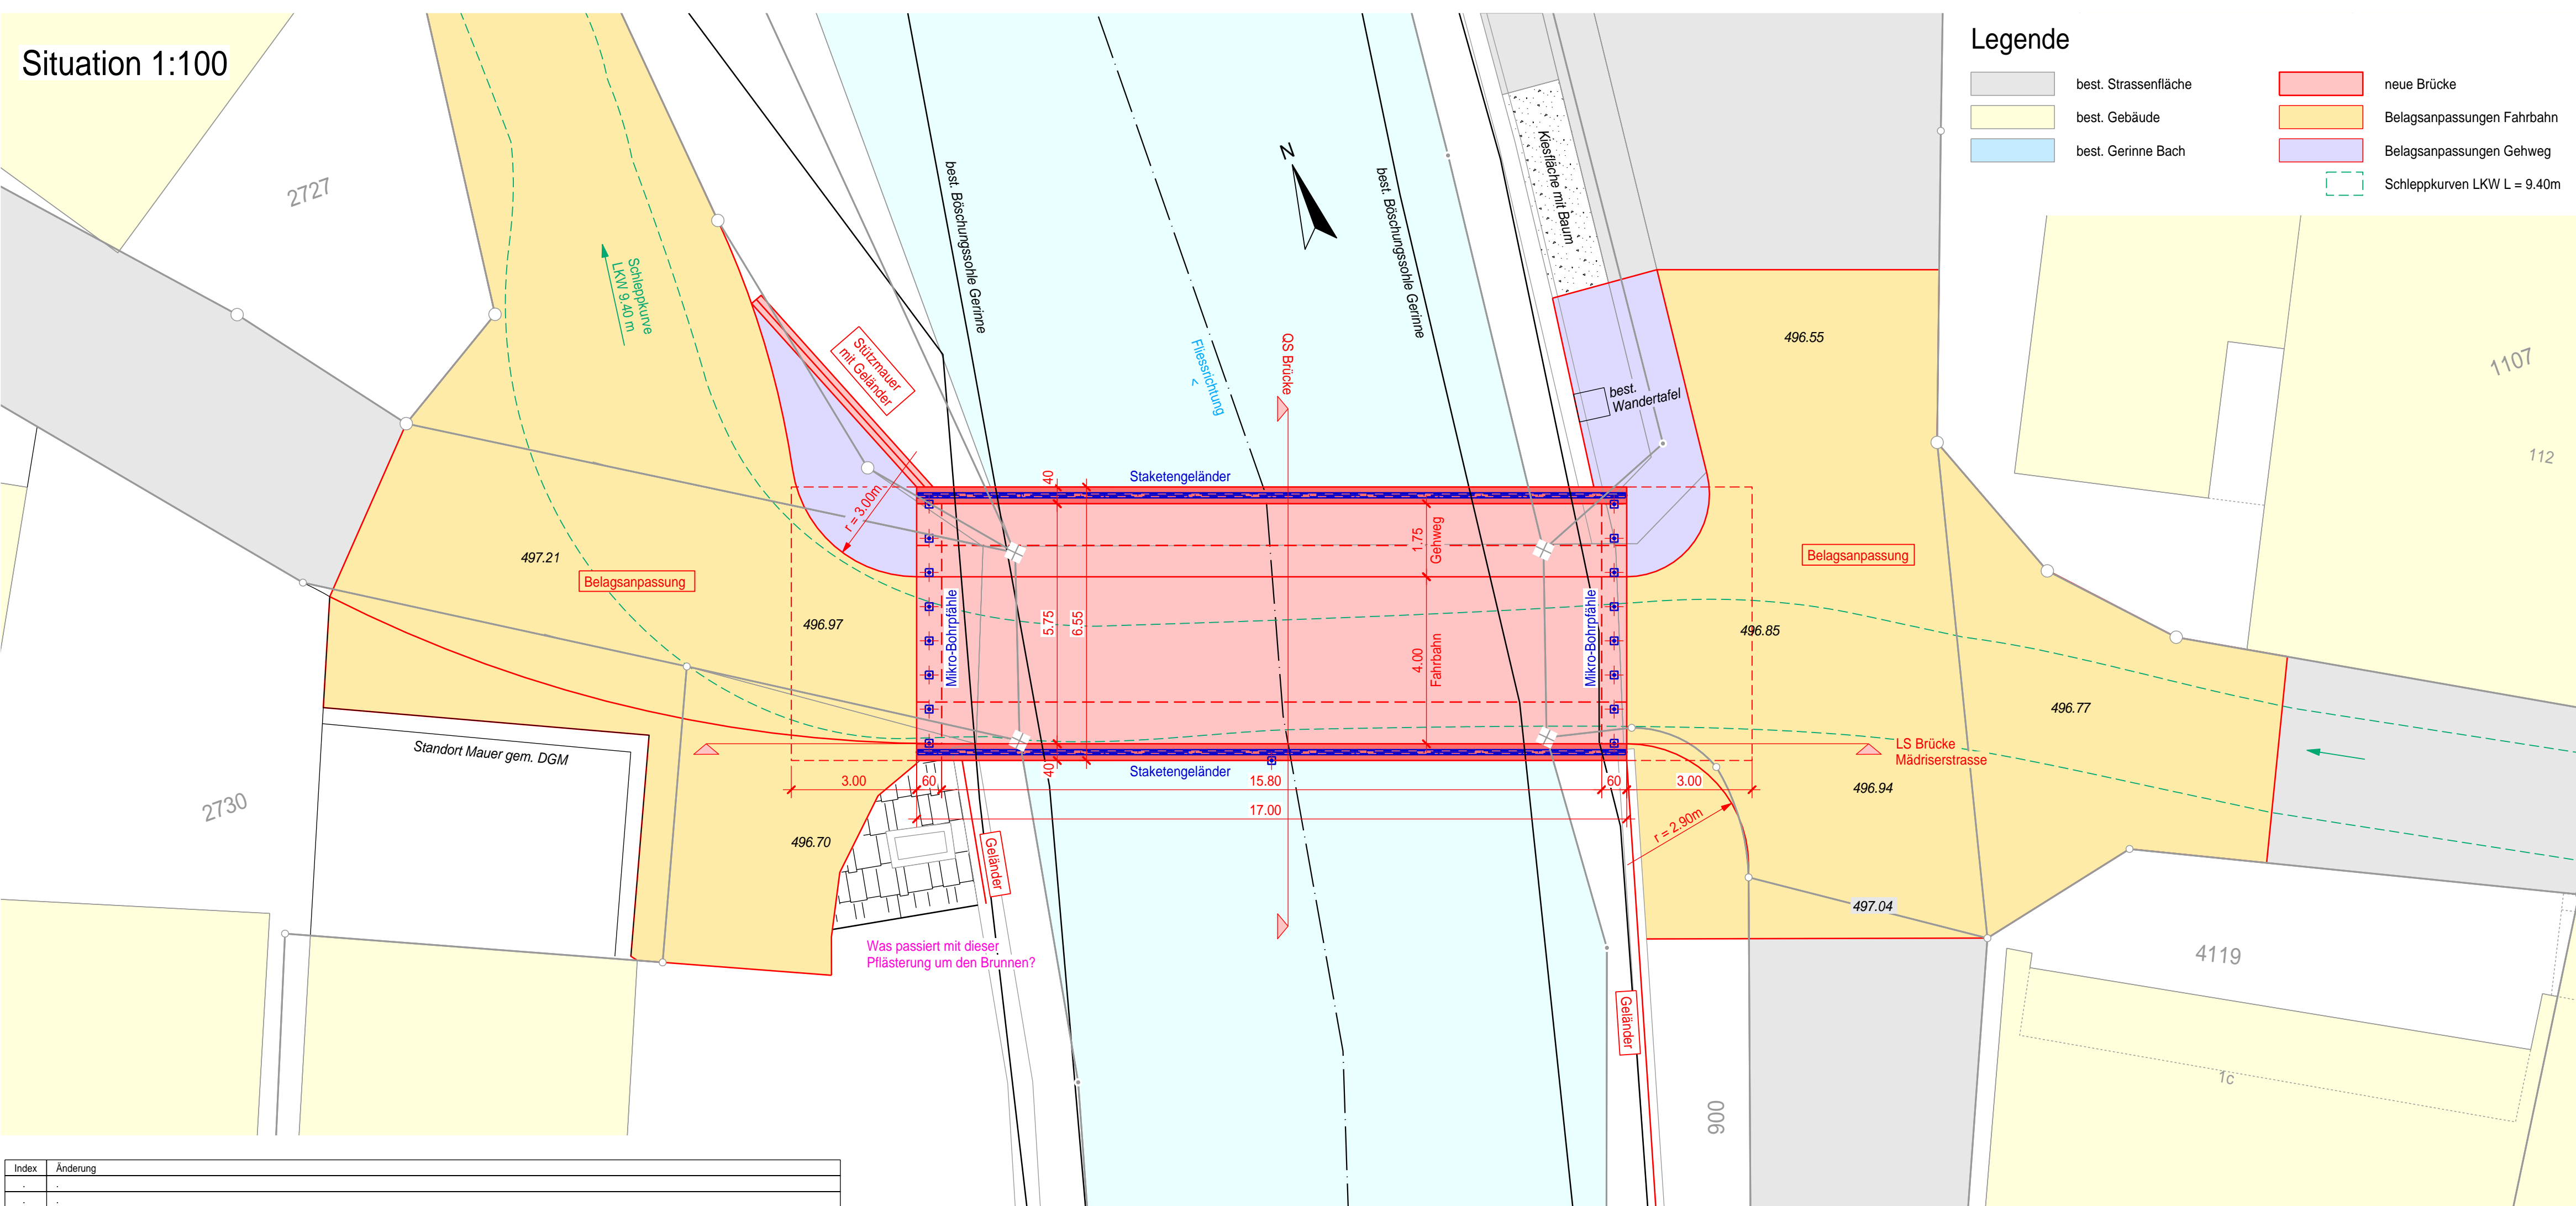 Situation 1:100
Legende
best. Strassenfläche
neue Brücke
best. Gebäude
Belagsanpassungen Fahrbahn
best. Gerinne Bach
Belagsanpassungen Gehweg
Schleppkurven LKW L = 9.40m
2727
Schleppkurve
LKW 9.40 m
Stützmauer
mit Geländer
best. Böschungssohle Gerinne
Fliessrichtung
<
N
QS Brücke
best. Böschungssohle Gerinne
Kiesfläche mit Baum
best.
Wandertafel
496.55
1107
112
Staketengeländer
40
r = 3.00m
1.75
Gehweg
497.21
Belagsanpassung
Belagsanpassung
496.97
Mikro-Bohrpfähle
5.75
6.55
4.00
Fahrbahn
Mikro-Bohrpfähle
496.85
496.77
Standort Mauer gem. DGM
LS Brücke
Mädriserstrasse
Staketengeländer
40
3.00
60
15.80
60
3.00
17.00
496.94
2730
496.70
r = 2.90m
Geländer
497.04
Was passiert mit dieser
Pflästerung um den Brunnen?
4119
Geländer
900
1c
Index
Änderung
.
.
.
.